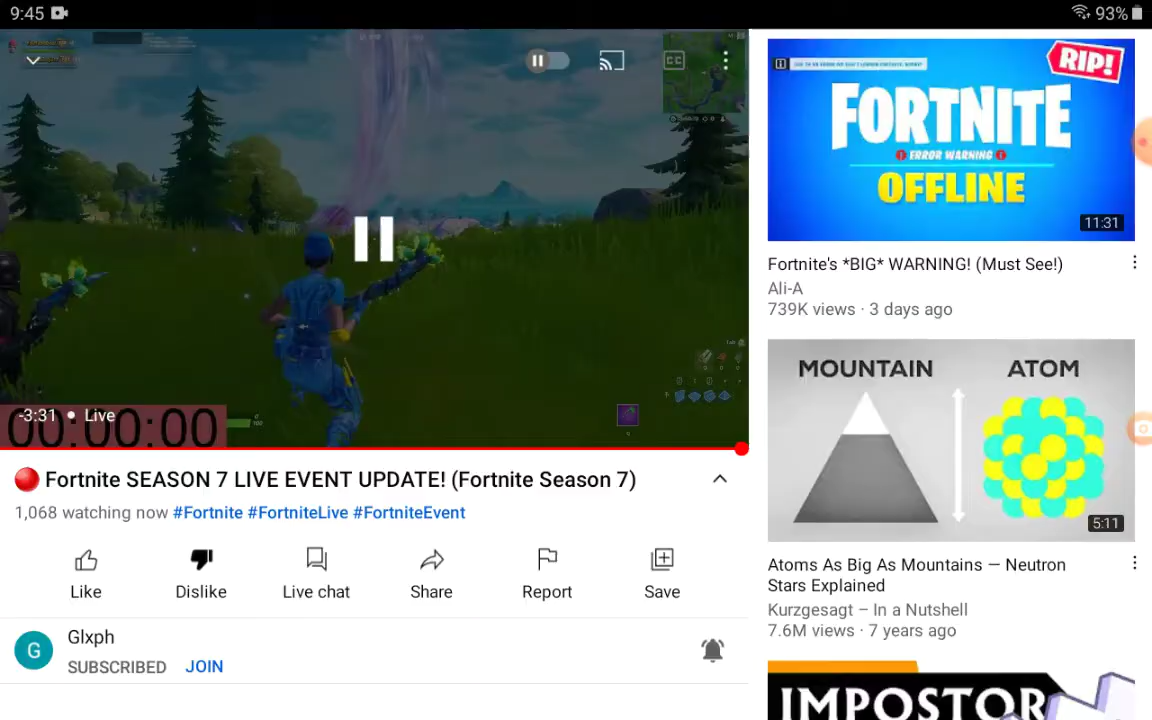 9:45
93%
CC
-3:31 • Live
00:00:00
🔴 Fortnite SEASON 7 LIVE EVENT UPDATE! (Fortnite Season 7)
1,068 watching now #Fortnite #FortniteLive #FortniteEvent
Like
Dislike
Live chat
Share
Report
Save
G
Glxph
SUBSCRIBED JOIN
RIP!
FORTNITE
ERROR WARNING
OFFLINE
11:31
Fortnite's *BIG* WARNING! (Must See!)
Ali-A
739K views · 3 days ago
MOUNTAIN
ATOM
5:11
Atoms As Big As Mountains — Neutron
Stars Explained
Kurzgesagt – In a Nutshell
7.6M views · 7 years ago
IMPOSTOR